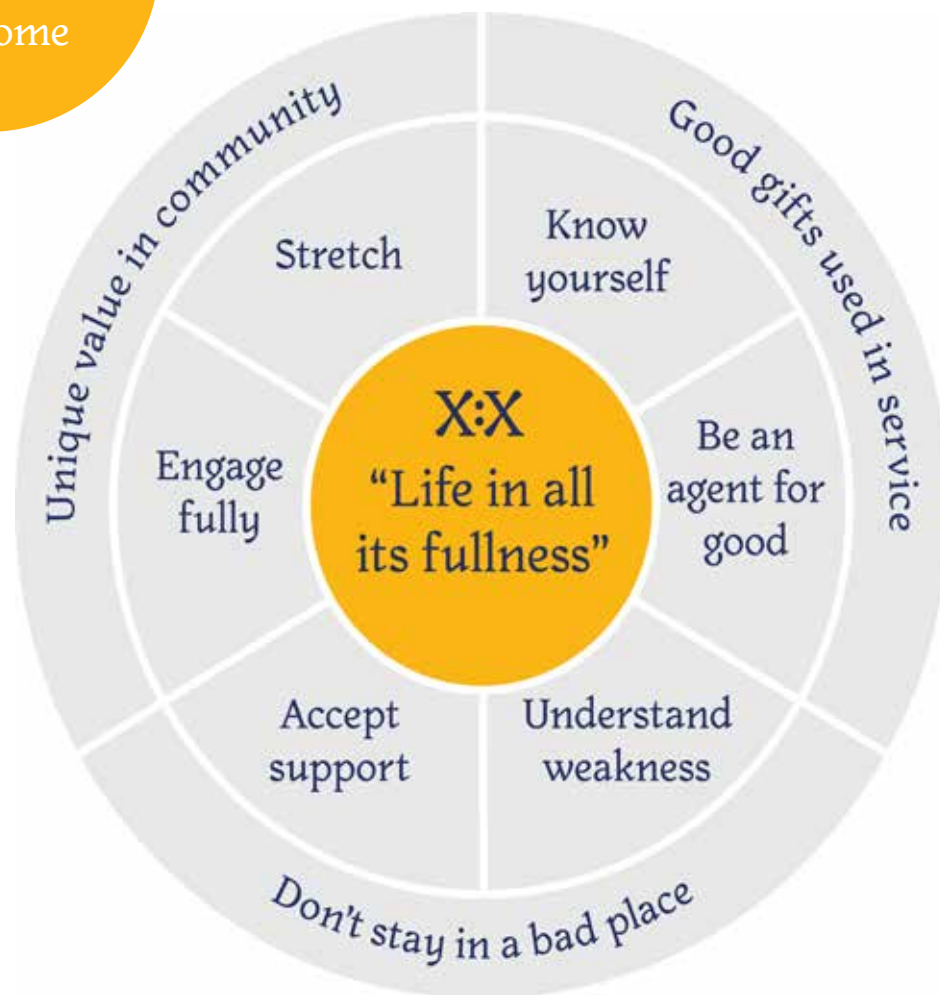 ome
Unique value in community
Good gifts used in service
Stretch
Know
yourself
Engage
fully
X:X
“Life in all
its fullness”
Be an
agent for
good
Accept
support
Understand
weakness
Don't stay in a bad place